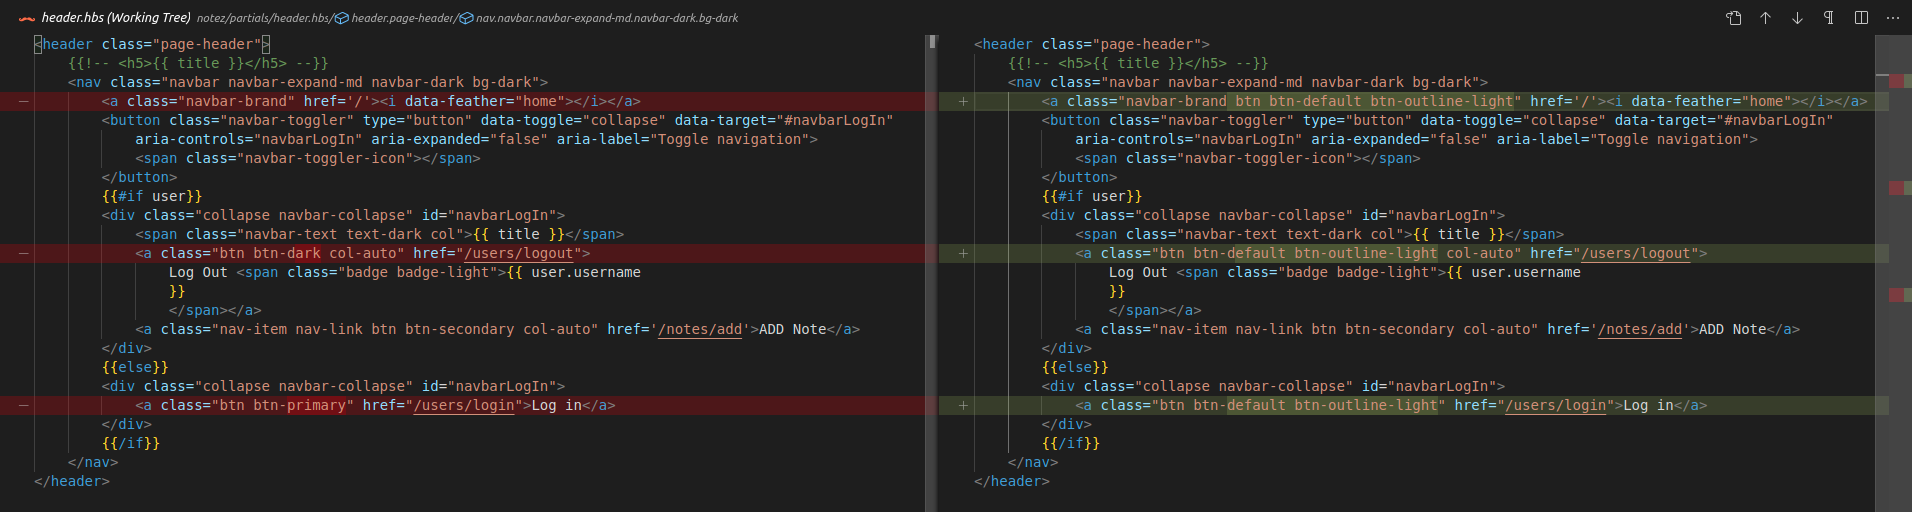 header.hbs (Working Tree) notez/partials/header.hbs/header.page-header/nav.navbar.navbar-expand-md.navbar-dark.bg-dark
<header class="page-header">
{{!-- <h5>{{ title }}</h5> --}}
<nav class="navbar navbar-expand-md navbar-dark bg-dark">
— <a class="navbar-brand" href='/'><i data-feather="home"></i></a>
<button class="navbar-toggler" type="button" data-toggle="collapse" data-target="#navbarLogIn"
aria-controls="navbarLogIn" aria-expanded="false" aria-label="Toggle navigation">
<span class="navbar-toggler-icon"></span>
</button>
{{#if user}}
<div class="collapse navbar-collapse" id="navbarLogIn">
<span class="navbar-text text-dark col">{{ title }}</span>
— <a class="btn btn-dark col-auto" href="/users/logout">
Log Out <span class="badge badge-light">{{ user.username
}}
</span></a>
<a class="nav-item nav-link btn btn-secondary col-auto" href='/notes/add'>ADD Note</a>
</div>
{{else}}
<div class="collapse navbar-collapse" id="navbarLogIn">
— <a class="btn btn-primary" href="/users/login">Log in</a>
</div>
{{/if}}
</nav>
</header>
<header class="page-header">
{{!-- <h5>{{ title }}</h5> --}}
<nav class="navbar navbar-expand-md navbar-dark bg-dark">
+ <a class="navbar-brand btn btn-default btn-outline-light" href='/'><i data-feather="home"></i></a>
<button class="navbar-toggler" type="button" data-toggle="collapse" data-target="#navbarLogIn"
aria-controls="navbarLogIn" aria-expanded="false" aria-label="Toggle navigation">
<span class="navbar-toggler-icon"></span>
</button>
{{#if user}}
<div class="collapse navbar-collapse" id="navbarLogIn">
<span class="navbar-text text-dark col">{{ title }}</span>
+ <a class="btn btn-default btn-outline-light col-auto" href="/users/logout">
Log Out <span class="badge badge-light">{{ user.username
}}
</span></a>
<a class="nav-item nav-link btn btn-secondary col-auto" href='/notes/add'>ADD Note</a>
</div>
{{else}}
<div class="collapse navbar-collapse" id="navbarLogIn">
+ <a class="btn btn-default btn-outline-light" href="/users/login">Log in</a>
</div>
{{/if}}
</nav>
</header>